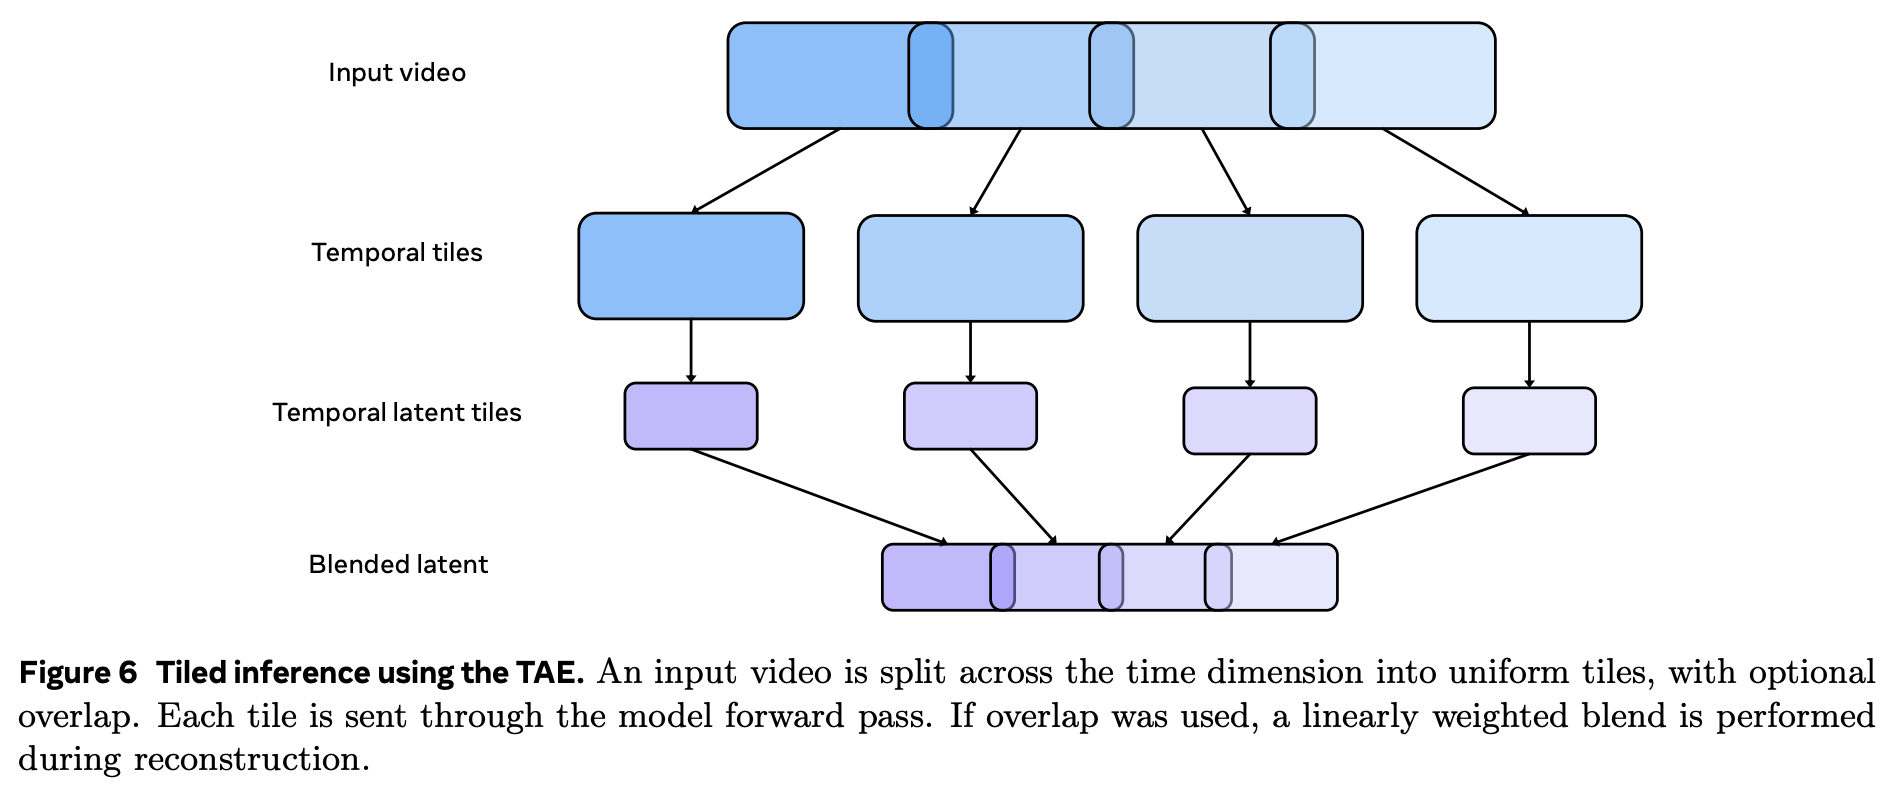 Input video
Temporal tiles
Temporal latent tiles
Blended latent
Figure 6 Tiled inference using the TAE. An input video is split across the time dimension into uniform tiles, with optional
overlap. Each tile is sent through the model forward pass. If overlap was used, a linearly weighted blend is performed
during reconstruction.